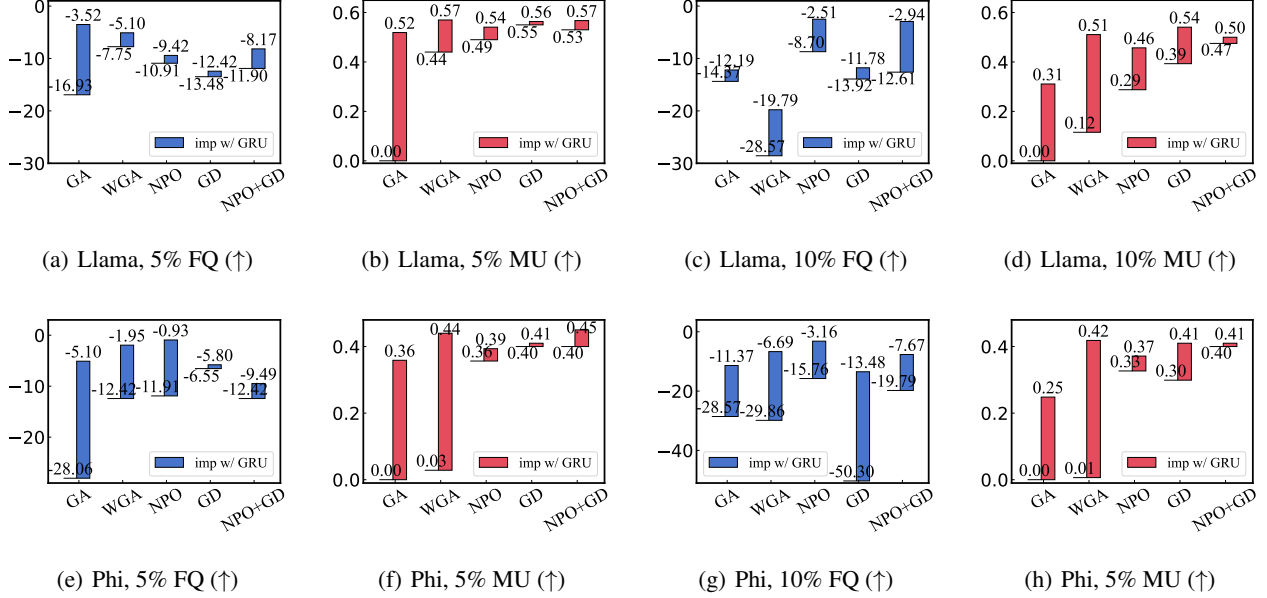 -3.52
-5.10
-7.75
-9.42
-10.91
-12.42
-13.48
-8.17
-11.90
-16.93
0
−10
−20
−30
imp w/ GRU
GA
WGA
NPO
GD
NPO+GD
(a) Llama, 5% FQ (↑)
0.52
0.57
0.54
0.56
0.57
0.44
0.49
0.55
0.53
0.00
0.6
0.4
0.2
0.0
imp w/ GRU
GA
WGA
NPO
GD
NPO+GD
(b) Llama, 5% MU (↑)
-12.19
-14.37
-19.79
-28.57
-2.51
-8.70
-11.78
-13.92
-2.94
-12.61
0
−10
−20
−30
imp w/ GRU
GA
WGA
NPO
GD
NPO+GD
(c) Llama, 10% FQ (↑)
0.31
0.51
0.46
0.54
0.50
0.00
0.12
0.29
0.39
0.47
0.6
0.4
0.2
0.0
imp w/ GRU
GA
WGA
NPO
GD
NPO+GD
(d) Llama, 10% MU (↑)
-5.10
-1.95
-0.93
-5.80
-6.55
-9.49
-12.42
-12.42
-11.91
-28.06
0
−10
−20
imp w/ GRU
GA
WGA
NPO
GD
NPO+GD
(e) Phi, 5% FQ (↑)
0.36
0.44
0.39
0.41
0.45
0.00
0.03
0.36
0.40
0.40
0.4
0.2
0.0
imp w/ GRU
GA
WGA
NPO
GD
NPO+GD
(f) Phi, 5% MU (↑)
-11.37
-6.69
-3.16
-13.48
-7.67
-28.57
-29.86
-15.76
-50.30
-19.79
0
−20
−40
imp w/ GRU
GA
WGA
NPO
GD
NPO+GD
(g) Phi, 10% FQ (↑)
0.25
0.42
0.37
0.41
0.41
0.00
0.01
0.33
0.30
0.40
0.4
0.2
0.0
imp w/ GRU
GA
WGA
NPO
GD
NPO+GD
(h) Phi, 5% MU (↑)